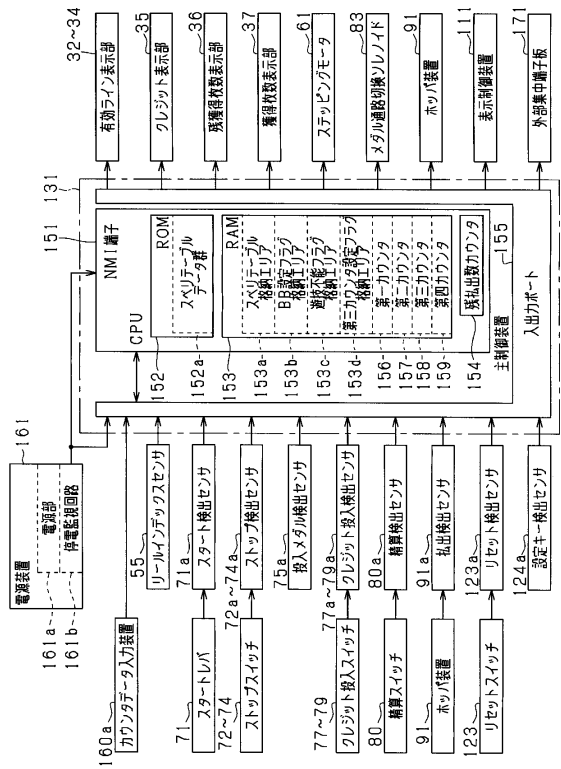 電源装置
161
電源部
停電監視回路
161a
161b
160a
カウンタデータ入力装置
55
リールインデックスセンサ
71
スタートレバ
71a
スタート検出センサ
72~74
ストップスイッチ
72a~74a
ストップ検出センサ
75a
投入メダル検出センサ
77~79
クレジット投入スイッチ
77a~79a
クレジット投入検出センサ
80
精算スイッチ
80a
精算検出センサ
91
ホッパ装置
91a
払出検出センサ
123
リセットスイッチ
123a
リセット検出センサ
124a
設定キー検出センサ
131
151
NMI端子
CPU
152
ROM
152a
スベリテーブル
データ群
153
RAM
153a
スベリテーブル
格納エリア
153b
BB設定フラグ
格納エリア
153c
遊技不能フラグ
格納エリア
153d
第三カウンタ設定フラグ
格納エリア
156
第一カウンタ
157
第二カウンタ
158
第三カウンタ
159
第四カウンタ
154
残払出数カウンタ
155
主制御装置
入出力ポート
32~34
有効ライン表示部
35
クレジット表示部
36
残獲得枚数表示部
37
獲得枚数表示部
61
ステッピングモータ
83
メダル通路切換ソレノイド
91
ホッパ装置
111
表示制御装置
171
外部集中端子板